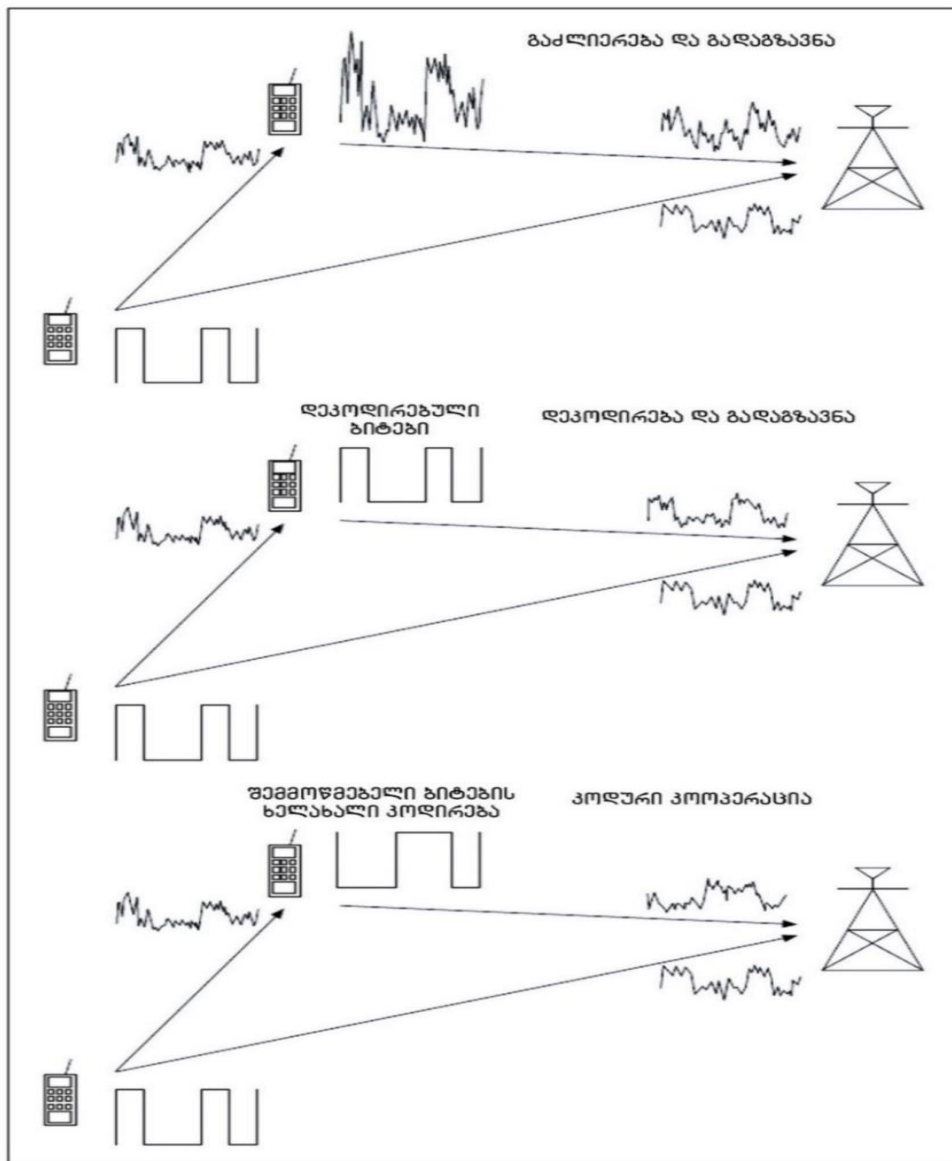 გაძლიერება და გადაგზავნა
დეკოდირებული
ბიტები
დეკოდირება და გადაგზავნა
შემმოწმებელი ბიტების
ხელახალი კოდირება
კოდური კოოპერაცია